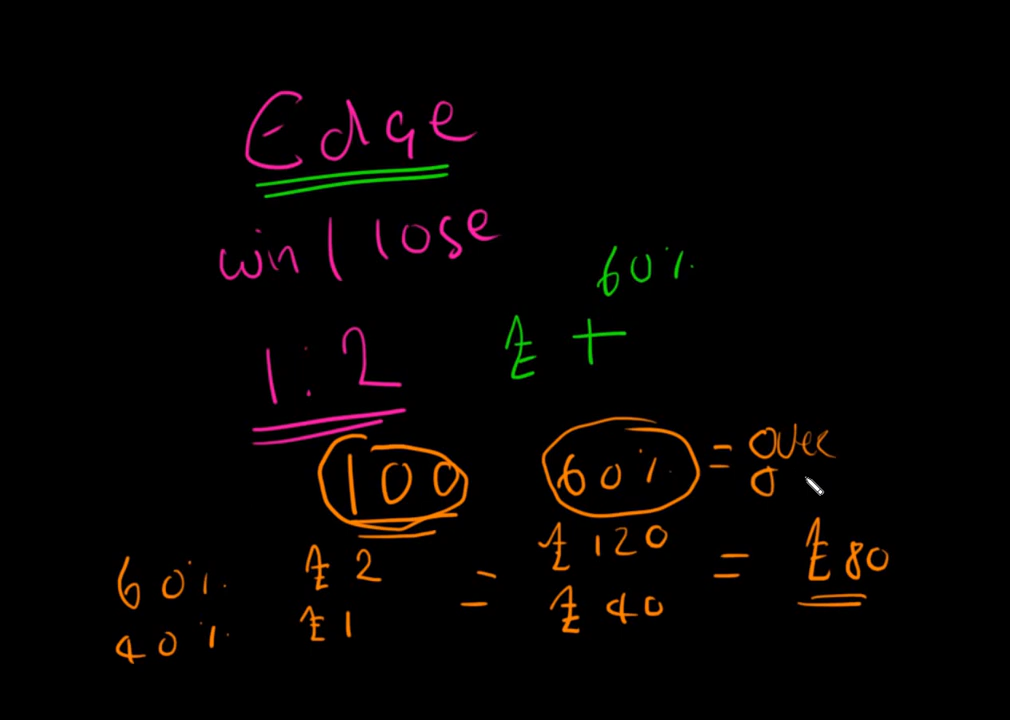 Edge
win / lose
60%
£ +
1:2
100 60% = over
60% £2 = £120 = £80
40% £1 £40